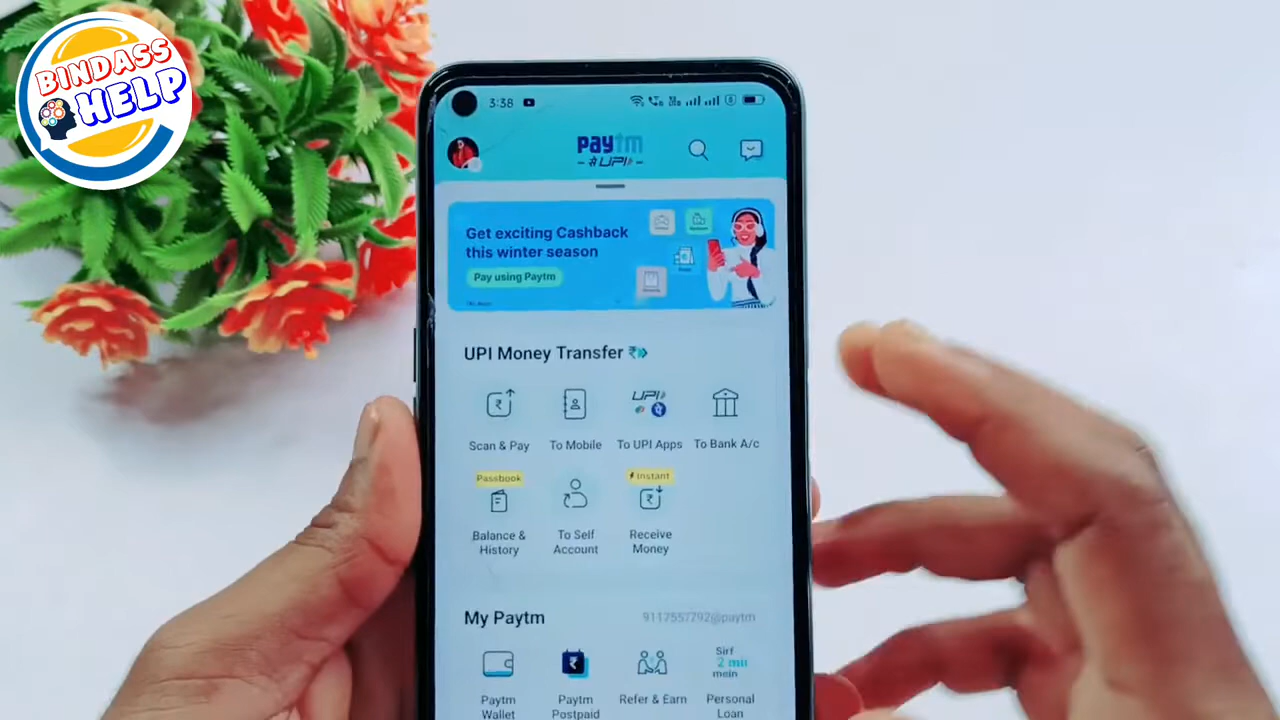 BINDASS
HELP
3:38
paytm
UPI
Get exciting Cashback
this winter season
Pay using Paytm
UPI Money Transfer
Scan & Pay
To Mobile
UPI
To UPI Apps
To Bank A/c
Passbook
Balance &
History
To Self
Account
Instant
Receive
Money
My Paytm
9117557792@paytm
Paytm
Wallet
Paytm
Postpaid
Refer & Earn
Sirf
2 min
mein
Personal
Loan